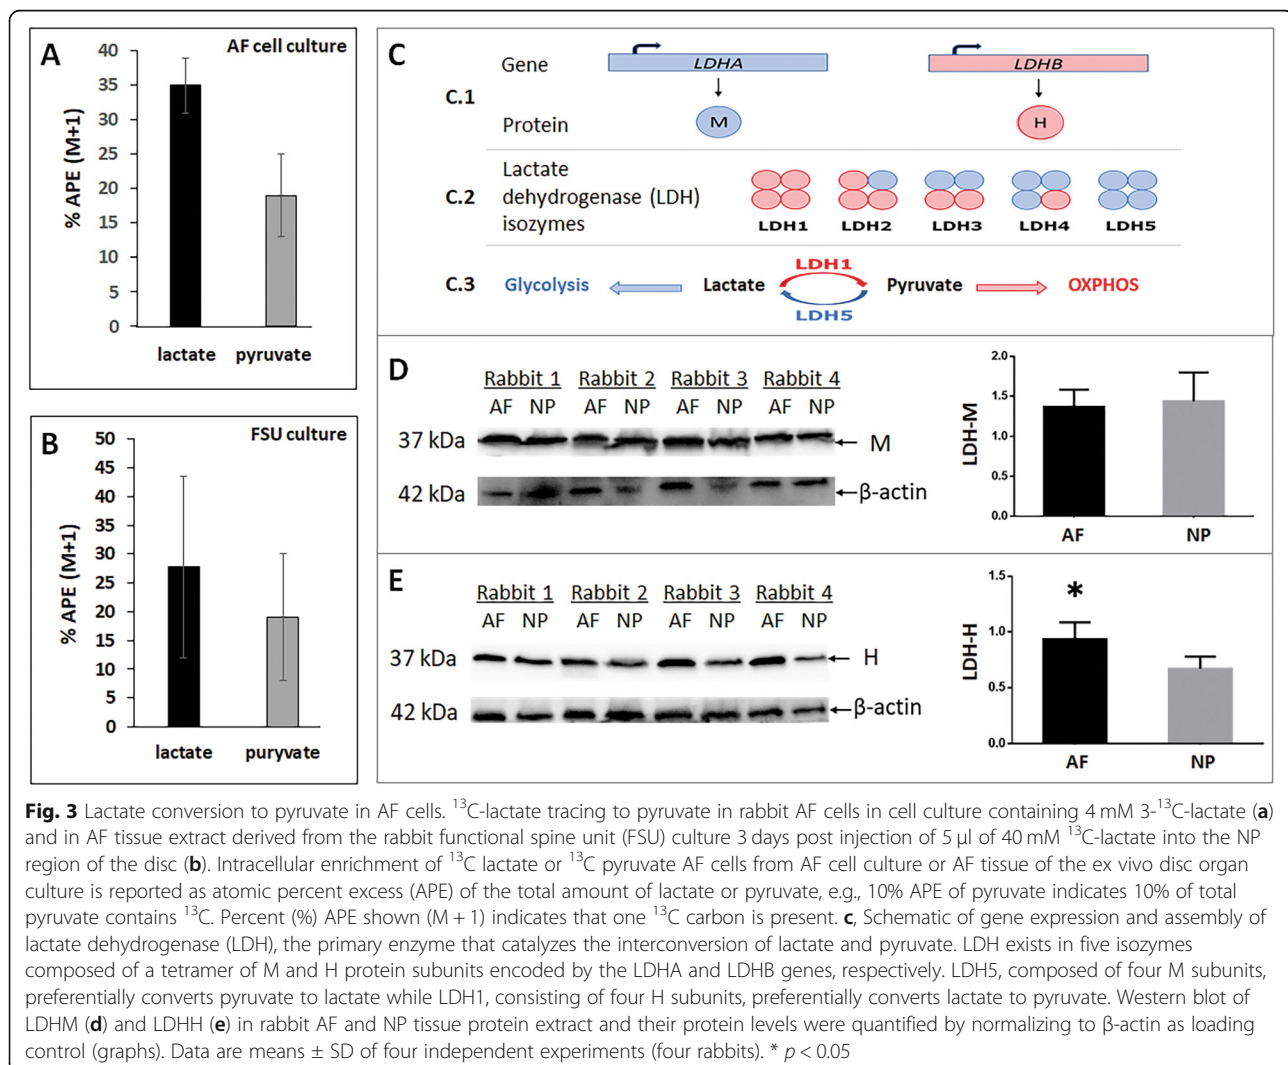 A
AF cell culture
% APE (M+1)
40
35
30
25
20
15
10
5
0
lactate
pyruvate
B
FSU culture
% APE (M+1)
50
45
40
35
30
25
20
15
10
5
0
lactate
puryvate
C
Gene
LDHA
LDHB
C.1
Protein
M
H
C.2
Lactate
dehydrogenase (LDH)
isozymes
LDH1
LDH2
LDH3
LDH4
LDH5
C.3
Glycolysis
Lactate
LDH1
LDH5
Pyruvate
OXPHOS
D
Rabbit 1 Rabbit 2 Rabbit 3 Rabbit 4
AF NP AF NP AF NP AF NP
37 kDa
M
42 kDa
β-actin
LDH-M
2.0
1.5
1.0
0.5
0.0
AF
NP
E
Rabbit 1 Rabbit 2 Rabbit 3 Rabbit 4
AF NP AF NP AF NP AF NP
37 kDa
H
42 kDa
β-actin
LDH-H
1.5
1.0
0.5
0.0
*
AF
NP
Fig. 3 Lactate conversion to pyruvate in AF cells. ¹³C-lactate tracing to pyruvate in rabbit AF cells in cell culture containing 4 mM 3-¹³C-lactate (a)
and in AF tissue extract derived from the rabbit functional spine unit (FSU) culture 3 days post injection of 5 μl of 40 mM ¹³C-lactate into the NP
region of the disc (b). Intracellular enrichment of ¹³C lactate or ¹³C pyruvate AF cells from AF cell culture or AF tissue of the ex vivo disc organ
culture is reported as atomic percent excess (APE) of the total amount of lactate or pyruvate, e.g., 10% APE of pyruvate indicates 10% of total
pyruvate contains ¹³C. Percent (%) APE shown (M + 1) indicates that one ¹³C carbon is present. c, Schematic of gene expression and assembly of
lactate dehydrogenase (LDH), the primary enzyme that catalyzes the interconversion of lactate and pyruvate. LDH exists in five isozymes
composed of a tetramer of M and H protein subunits encoded by the LDHA and LDHB genes, respectively. LDH5, composed of four M subunits,
preferentially converts pyruvate to lactate while LDH1, consisting of four H subunits, preferentially converts lactate to pyruvate. Western blot of
LDHM (d) and LDHH (e) in rabbit AF and NP tissue protein extract and their protein levels were quantified by normalizing to β-actin as loading
control (graphs). Data are means ± SD of four independent experiments (four rabbits). * p < 0.05